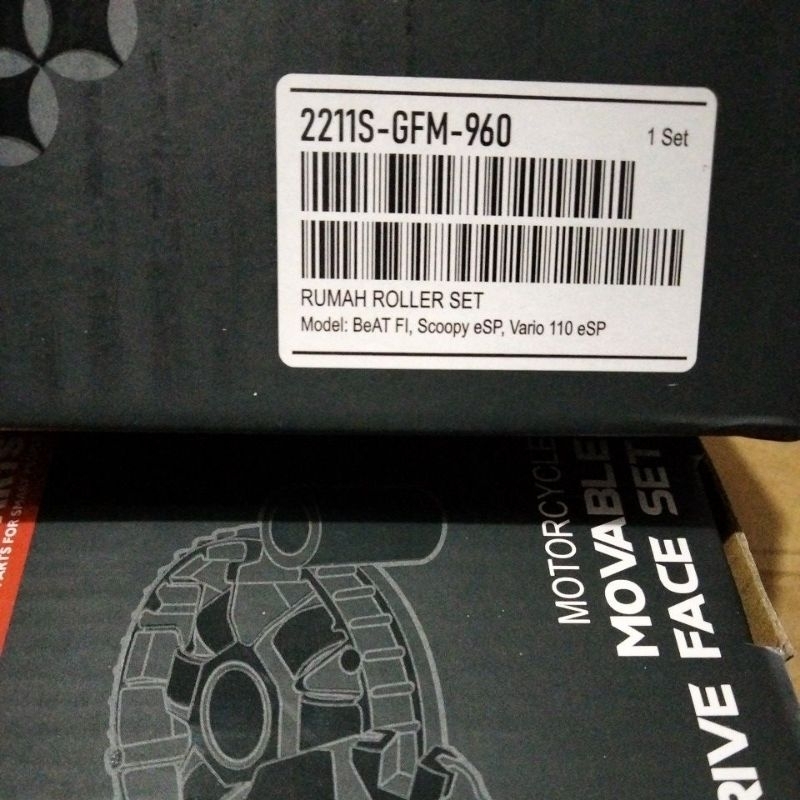 2211S-GFM-960
1 Set
RUMAH ROLLER SET
Model: BeAT FI, Scoopy eSP, Vario 110 eSP
MOTORCYCLE
MOVABLE
FACE SET